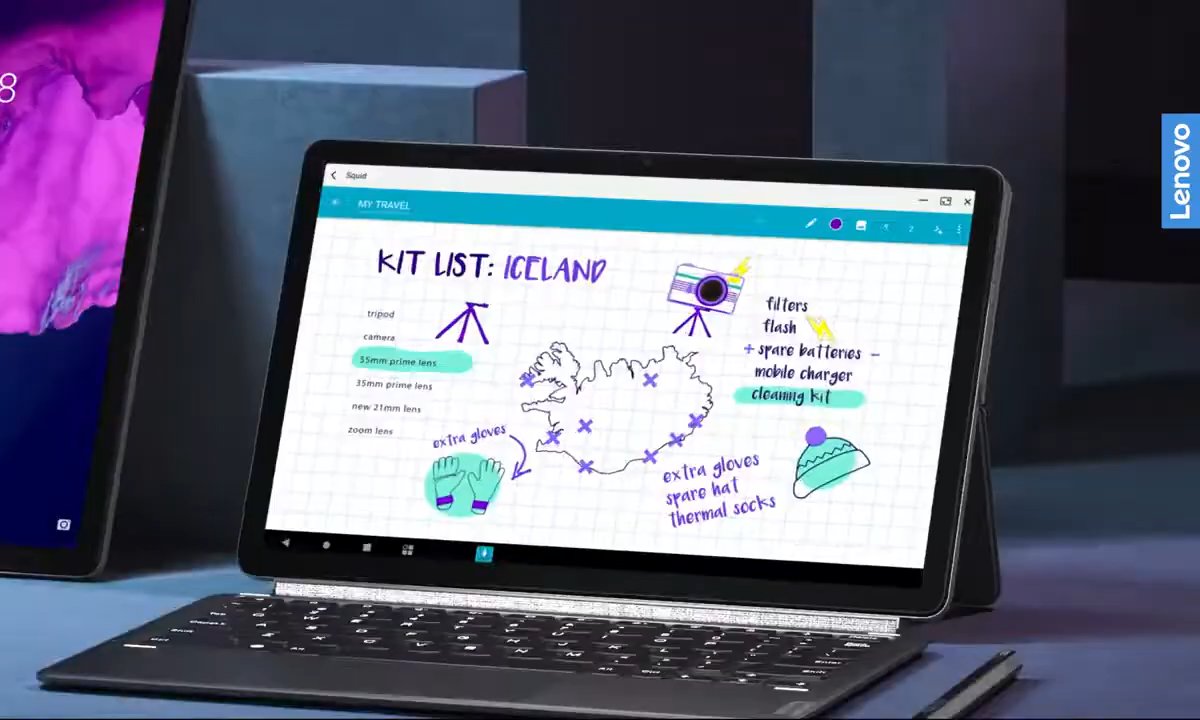 8
Lenovo
Squid
MY TRAVEL
KIT LIST: ICELAND
tripod
camera
35mm prime lens
35mm prime lens
new 21mm lens
zoom lens
extra gloves
filters
flash
+ spare batteries -
mobile charger
cleaning kit
extra gloves
spare hat
thermal socks